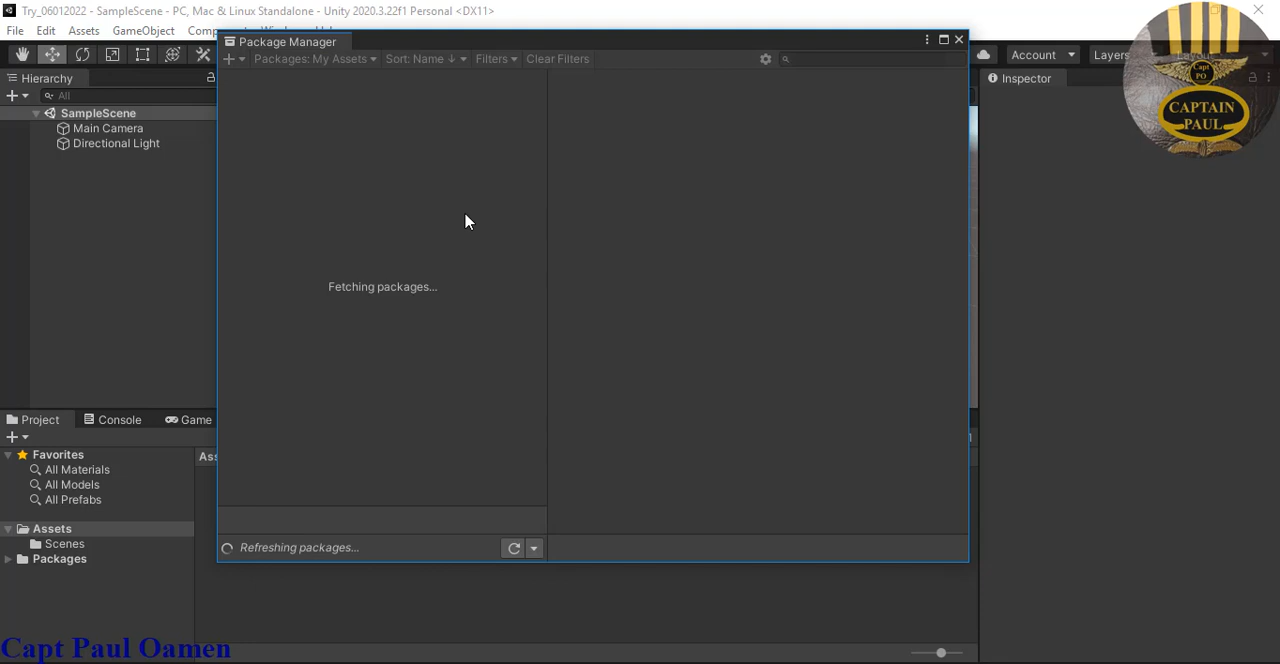 Try_06012022 - SampleScene - PC, Mac & Linux Standalone - Unity 2020.3.22f1 Personal <DX11>
File Edit Assets GameObject
Package Manager
Packages: My Assets Sort: Name ↓ Filters Clear Filters
Account Layers
Hierarchy
All
SampleScene
Main Camera
Directional Light
Inspector
Capt
PO
CAPTAIN
PAUL
Fetching packages...
Refreshing packages...
Project Console Game
Favorites
All Materials
All Models
All Prefabs
Assets
Scenes
Packages
Capt Paul Oamen